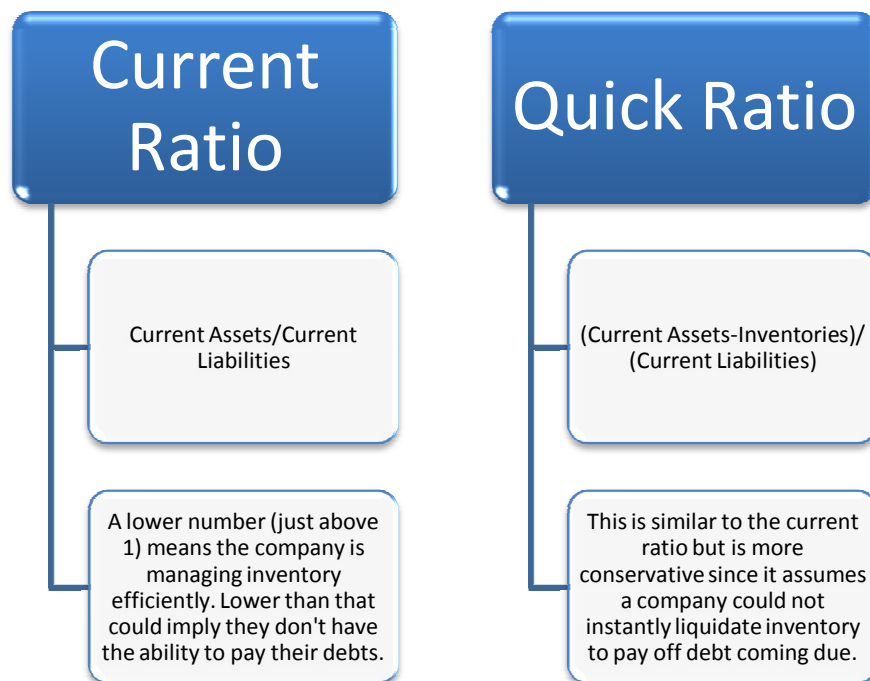 Current
Ratio
Current Assets/Current
Liabilities
A lower number (just above
1) means the company is
managing inventory
efficiently. Lower than that
could imply they don't have
the ability to pay their debts.
Quick Ratio
(Current Assets-Inventories)/
(Current Liabilities)
This is similar to the current
ratio but is more
conservative since it assumes
a company could not
instantly liquidate inventory
to pay off debt coming due.